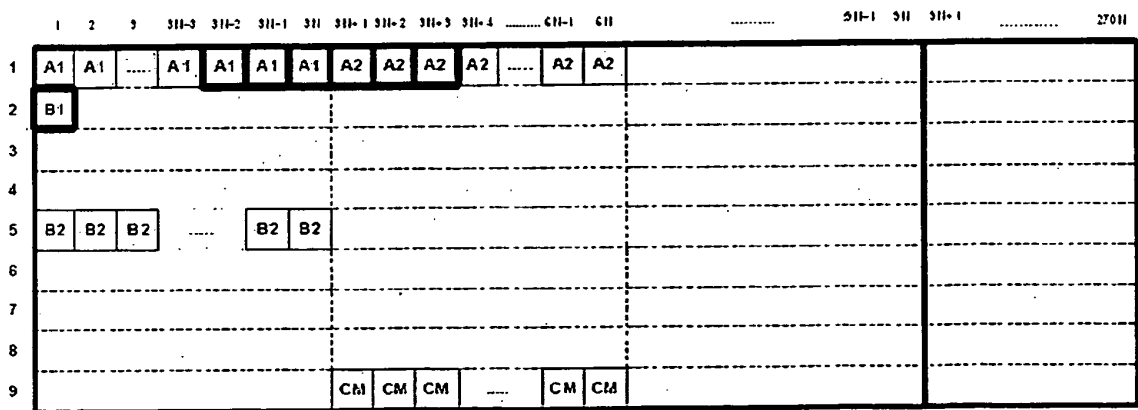 1 2 3 3N-3 3N-2 3N-1 3N 3N+1 3N+2 3N+3 3N+4 ......... 6N-1 6N ......... 9N-1 9N 9N+1 ............ 270N
1 A1 A1 ..... A1 A1 A1 A1 A2 A2 A2 A2 ..... A2 A2
2 B1
3
4
5 B2 B2 B2 ..... B2 B2
6
7
8
9 CM CM CM ..... CM CM